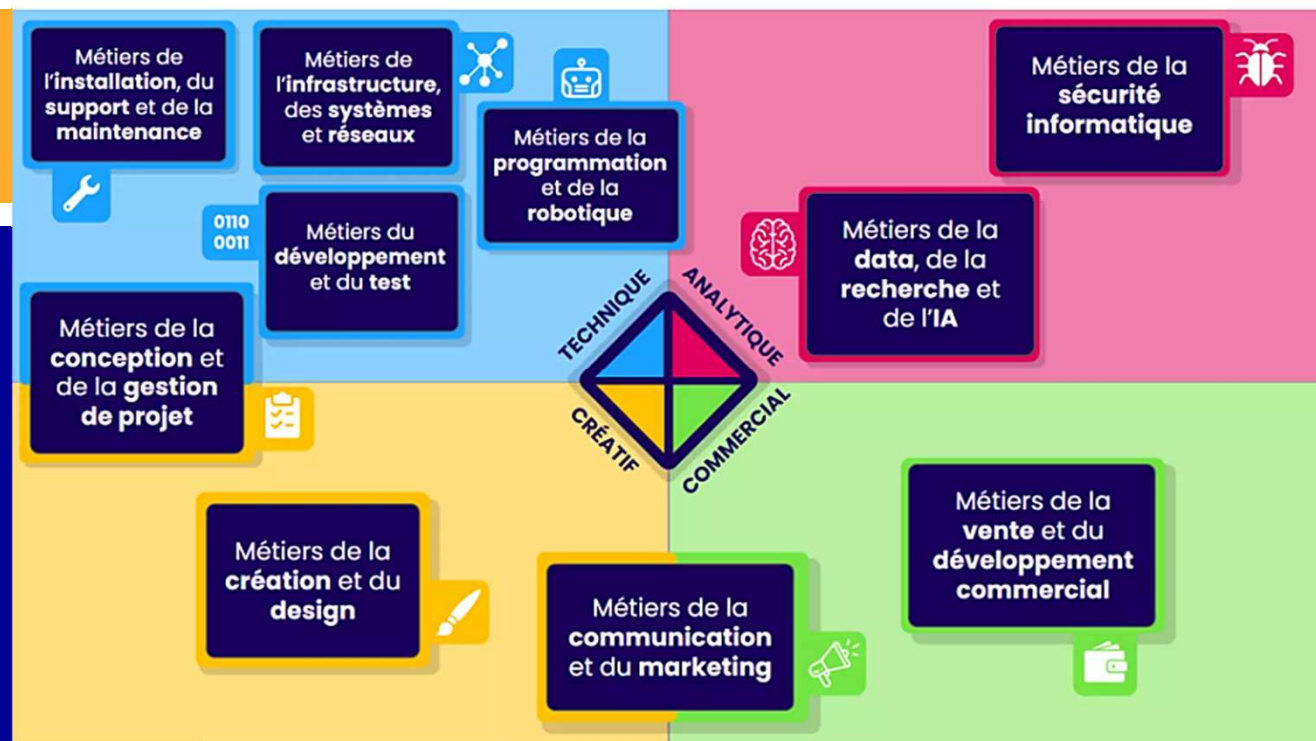 Métiers de
l'installation, du
support et de la
maintenance
Métiers de
l'infrastructure,
des systèmes
et réseaux
Métiers de la
programmation
et de la
robotique
0110
0011
Métiers du
développement
et du test
Métiers de la
conception et
de la gestion
de projet
Métiers de la
sécurité
informatique
Métiers de la
data, de la
recherche et
de l'IA
TECHNIQUE
ANALYTIQUE
CRÉATIF
COMMERCIAL
Métiers de la
création et du
design
Métiers de la
communication
et du marketing
Métiers de la
vente et du
développement
commercial